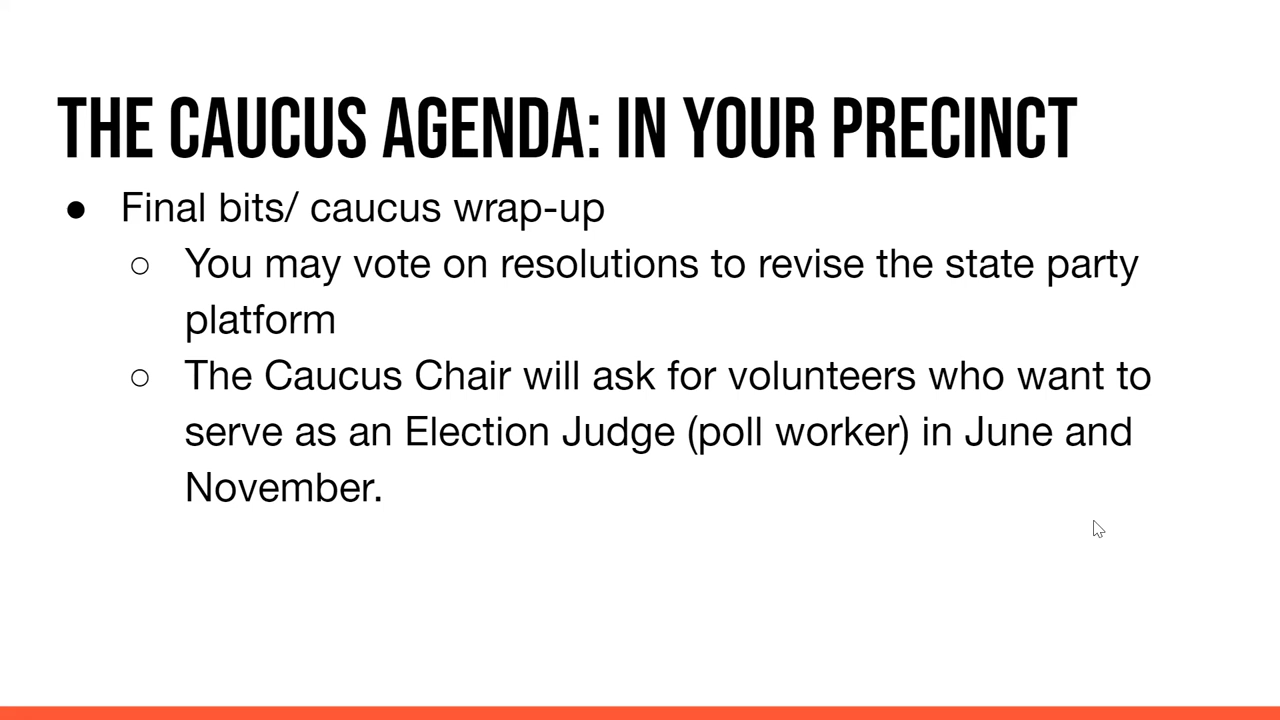 THE CAUCUS AGENDA: IN YOUR PRECINCT
● Final bits/ caucus wrap-up
○ You may vote on resolutions to revise the state party
platform
○ The Caucus Chair will ask for volunteers who want to
serve as an Election Judge (poll worker) in June and
November.